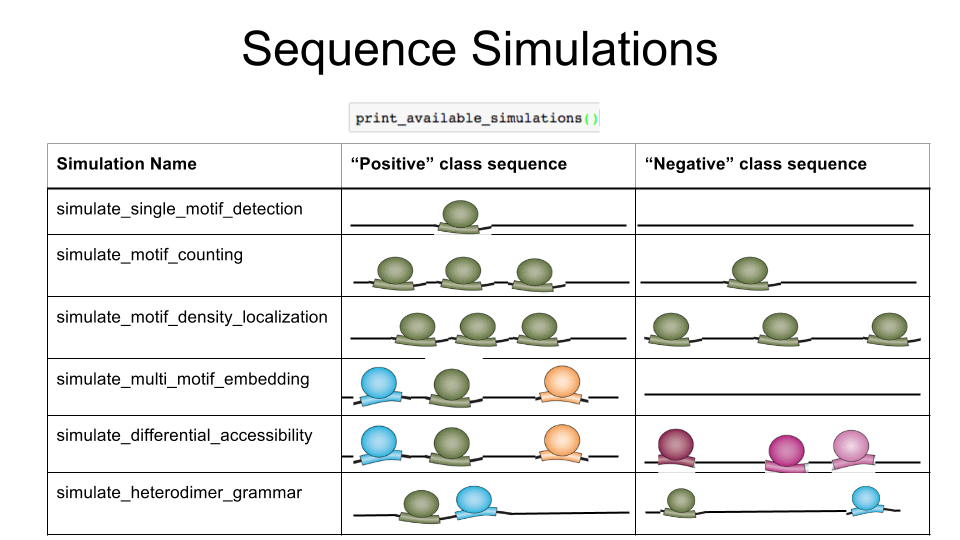 Sequence Simulations
print_available_simulations()
Simulation Name “Positive” class sequence “Negative” class sequence
simulate_single_motif_detection
simulate_motif_counting
simulate_motif_density_localization
simulate_multi_motif_embedding
simulate_differential_accessibility
simulate_heterodimer_grammar